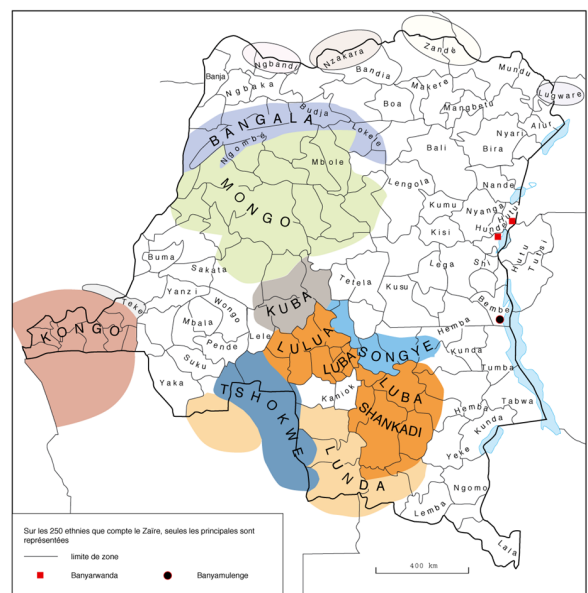 Ngbandi
Nzakara
Zande
Banja
Ngbaka
Bandia
Makere
Mundu
Lugware
Budja
Boa
Mangbetu
BANGALA
Lokele
Ngombe
Nyari
Alur
Mbole
Bali
Bira
MONGO
Lengola
Nande
Kumu
Nyanga
Hutu
Hunde
Kisi
Buma
Sakata
Tetela
Lega
Shi
Hutu
Tutsi
Teke
Yanzi
Kusu
KUBA
Wongo
Bembe
KONGO
Mbala
Lele
LULUA
SONGYE
Hemba
Pende
LUBA
Kunda
Suku
Tumba
Yaka
TSHOKWE
Kaniok
LUBA
SHANKADI
Hemba
Tabwa
Kunda
LUNDA
Yeke
Ngomo
Lemba
Lala
Sur les 250 ethnies que compte le Zaïre, seules les principales sont
représentées
limite de zone
Banyarwanda
Banyamulenge
400 km